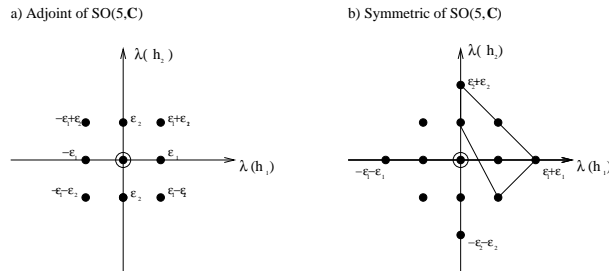 a) Adjoint of SO(5,C)
b) Symmetric of SO(5,C)
λ( h₂)
λ( h₂)
ε₂+ε₂
−ε₁+ε₂
ε₂
ε₁+ε₂
−ε₁
ε₁
λ(h₁)
−ε₁−ε₁
ε₁+ε₁
λ(h₁)
−ε₁−ε₂
ε₂
ε₁−ε₂
−ε₂−ε₂